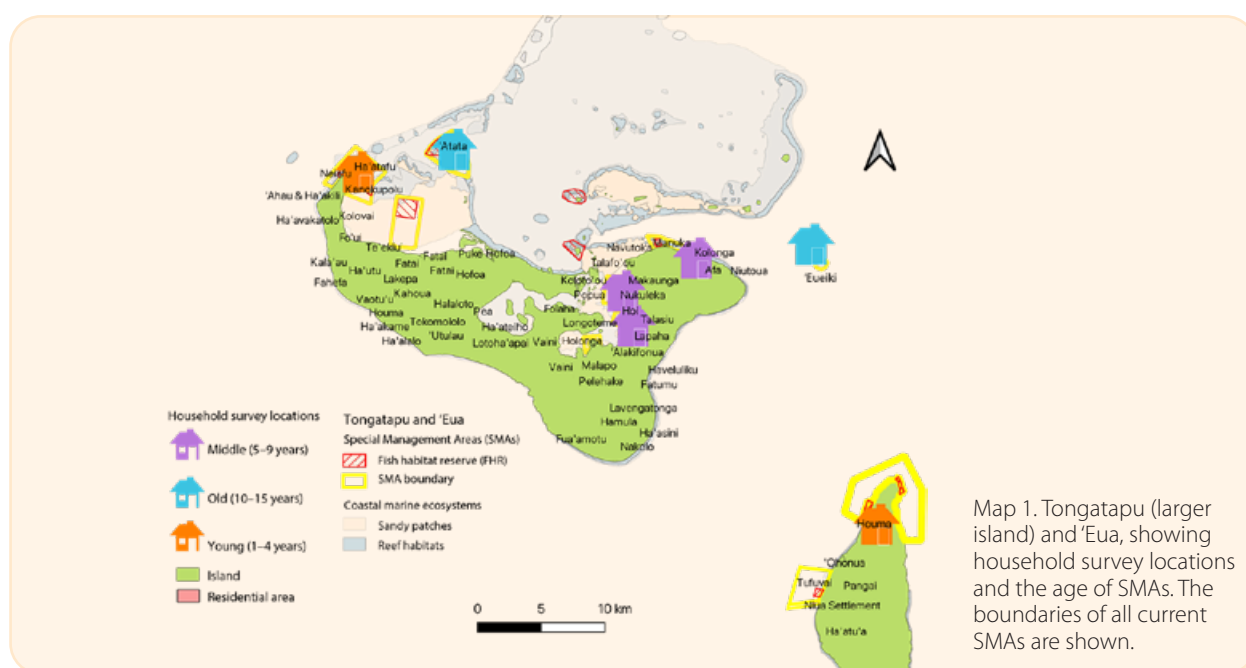 'Atata
Ha'atafu
Neiafu
Kanokupolu
'Ahau & Ha'akili
Ha'avakatolo
Kolovai
Fo'ui
Te'ekiu
Fatai
Puke
Hofoa
Kala'au
Ha'utu
Fatai
Fatai
Hofoa
Fahefa
Lakepa
Kahoua
Vaotu'u
Houma
Halaloto
Pea
Folaha
Ha'akame
Tokomololo
Ha'ateiho
Ha'alalo
'Utulau
Lotoha'apai
Vaini
Holonga
Longoteme
Navutoka
Manuka
Kolonga
Talafo'ou
Afa
Niutoua
Koloto'ou
Makaunga
Popua
Nukuleka
Hoi
Talasiu
Lapaha
'Alakifonua
Vaini
Malapo
Haveluliku
Pelehake
Fatumu
Lavengatonga
Hamula
Ha'asini
Fua'amotu
Nakolo
'Eueiki
Household survey locations
Middle (5–9 years)
Old (10–15 years)
Young (1–4 years)
Island
Residential area
Tongatapu and 'Eua
Special Management Areas (SMAs)
Fish habitat reserve (FHR)
SMA boundary
Coastal marine ecosystems
Sandy patches
Reef habitats
0 5 10 km
Houma
'Ohonua
Tufuvai
Pangai
Niua Settlement
Ha'atu'a
Map 1. Tongatapu (larger
island) and ‘Eua, showing
household survey locations
and the age of SMAs. The
boundaries of all current
SMAs are shown.